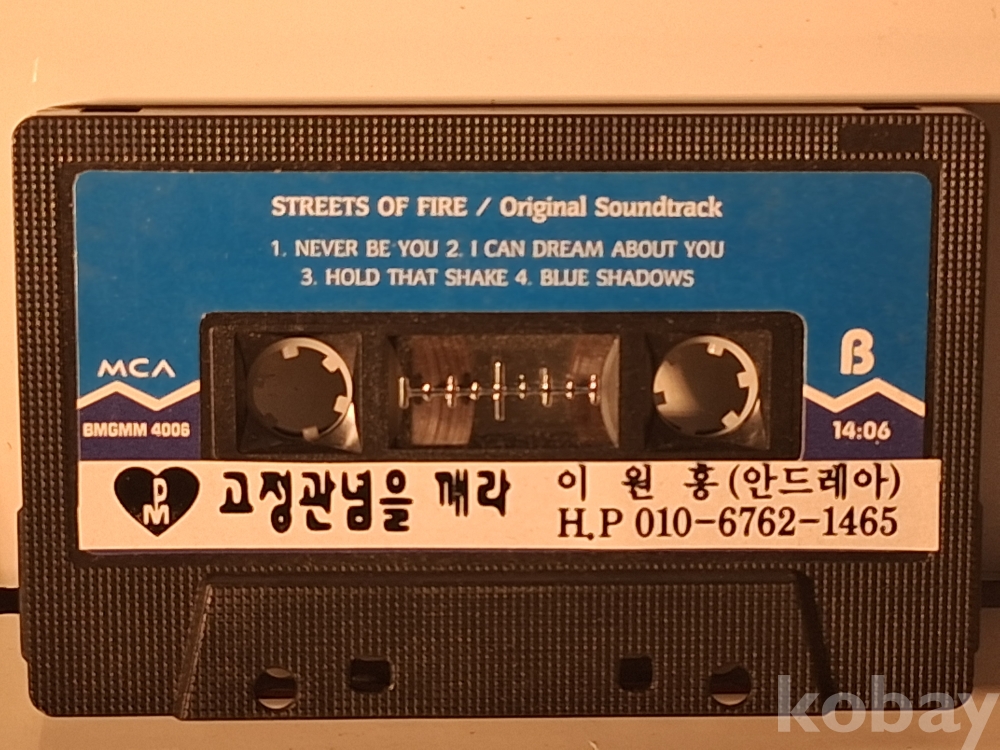 STREETS OF FIRE / Original Soundtrack
1. NEVER BE YOU 2. I CAN DREAM ABOUT YOU
3. HOLD THAT SHAKE 4. BLUE SHADOWS
MCA
B
BMGMM 4006
14:06
DM
고정관념을 깨라
이 원 홍 (안드레아)
H.P 010-6762-1465
kobay